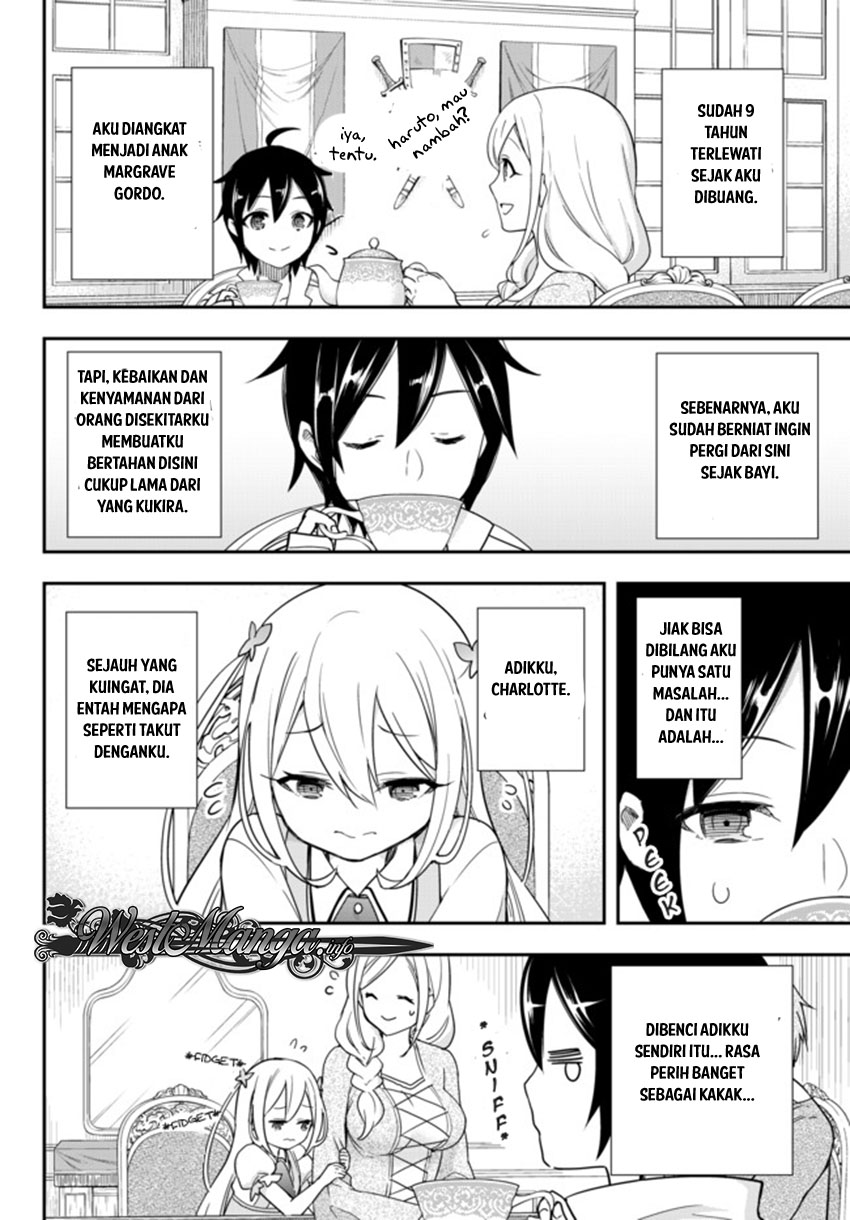 SUDAH 9
TAHUN
TERLEWATI
SEJAK AKU
DIBUANG.
haruto, mau
nambah?
iya,
tentu.
AKU DIANGKAT
MENJADI ANAK
MARGRAVE
GORDO.
SEBENARNYA, AKU
SUDAH BERNIAT INGIN
PERGI DARI SINI
SEJAK BAYI.
TAPI, KEBAIKAN DAN
KENYAMANAN DARI
ORANG DISEKITARKU
MEMBUATKU
BERTAHAN DISINI
CUKUP LAMA DARI
YANG KUKIRA.
JIAK BISA
DIBILANG AKU
PUNYA SATU
MASALAH...
DAN ITU
ADALAH...
PEEK
ADIKKU,
CHARLOTTE.
SEJAUH YANG
KUINGAT, DIA
ENTAH MENGAPA
SEPERTI TAKUT
DENGANKU.
WestManga.info
DIBENCI ADIKKU
SENDIRI ITU... RASA
PERIH BANGET
SEBAGAI KAKAK...
*SNIFF*
*FIDGET*
*FIDGET*